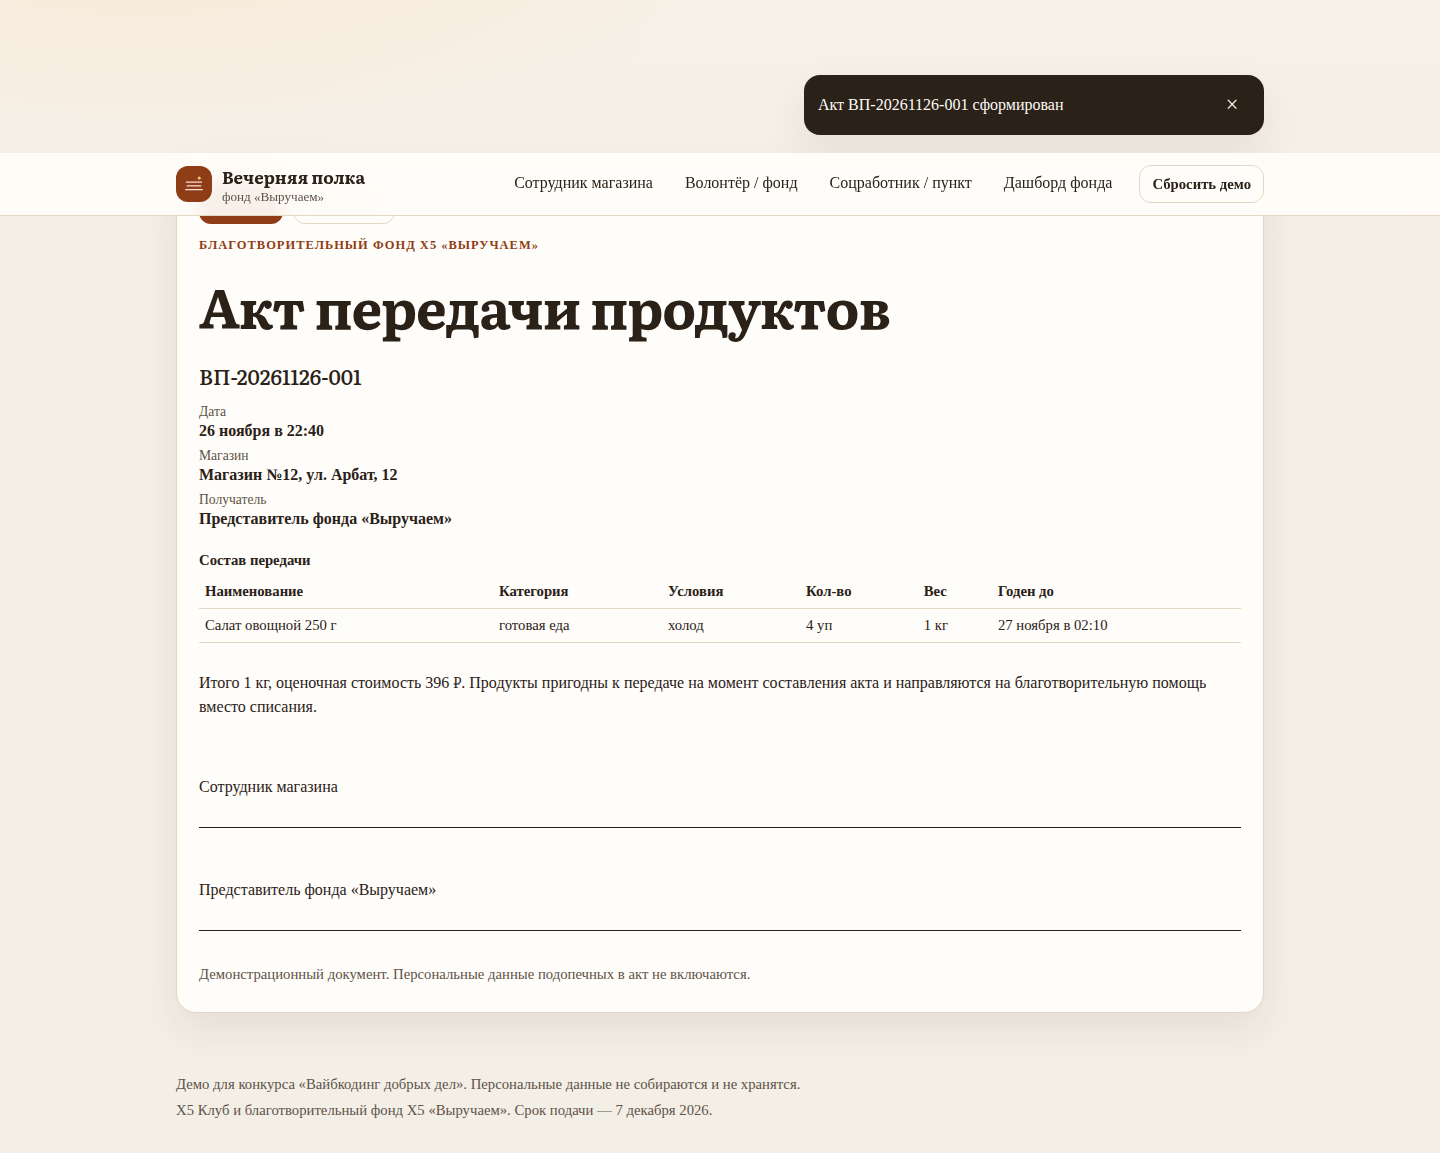 Акт ВП-20261126-001 сформирован ×
Вечерняя полка
фонд «Выручаем»
Сотрудник магазина Волонтёр / фонд Соцработник / пункт Дашборд фонда Сбросить демо
БЛАГОТВОРИТЕЛЬНЫЙ ФОНД X5 «ВЫРУЧАЕМ»
Акт передачи продуктов
ВП-20261126-001
Дата
26 ноября в 22:40
Магазин
Магазин №12, ул. Арбат, 12
Получатель
Представитель фонда «Выручаем»
Состав передачи
Наименование Категория Условия Кол-во Вес Годен до
Салат овощной 250 г готовая еда холод 4 уп 1 кг 27 ноября в 02:10
Итого 1 кг, оценочная стоимость 396 ₽. Продукты пригодны к передаче на момент составления акта и направляются на благотворительную помощь
вместо списания.
Сотрудник магазина
Представитель фонда «Выручаем»
Демонстрационный документ. Персональные данные подопечных в акт не включаются.
Демо для конкурса «Вайбкодинг добрых дел». Персональные данные не собираются и не хранятся.
X5 Клуб и благотворительный фонд X5 «Выручаем». Срок подачи — 7 декабря 2026.